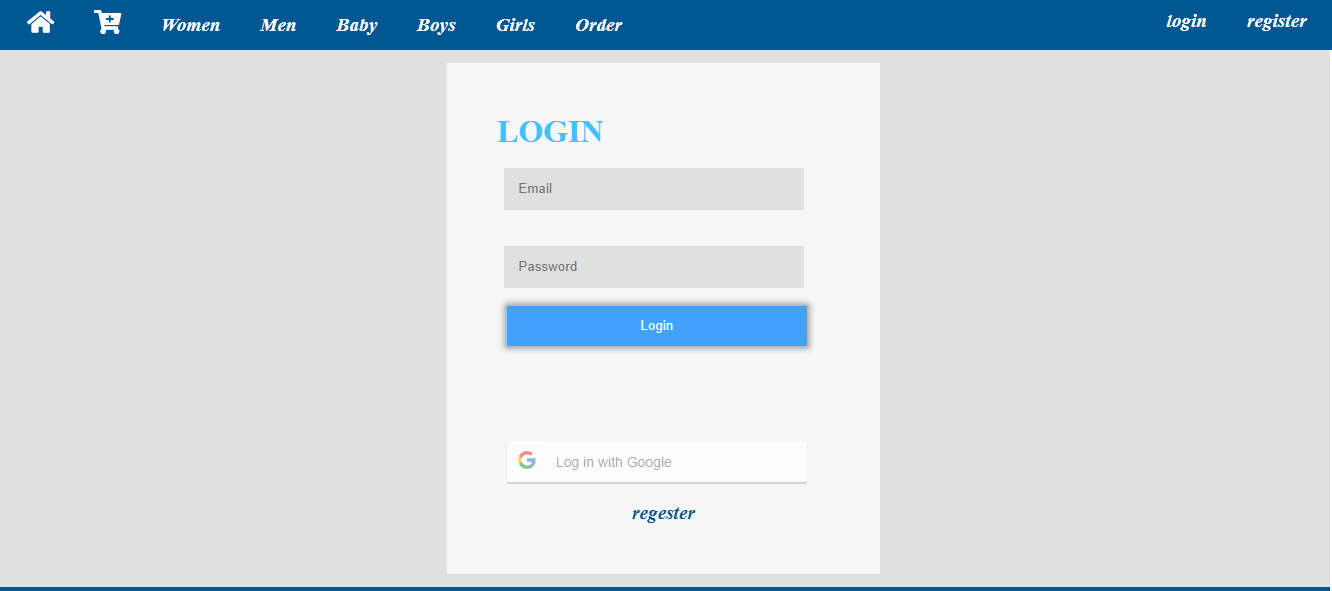 Women Men Baby Boys Girls Order login register
LOGIN
Email
Password
Login
Log in with Google
regester